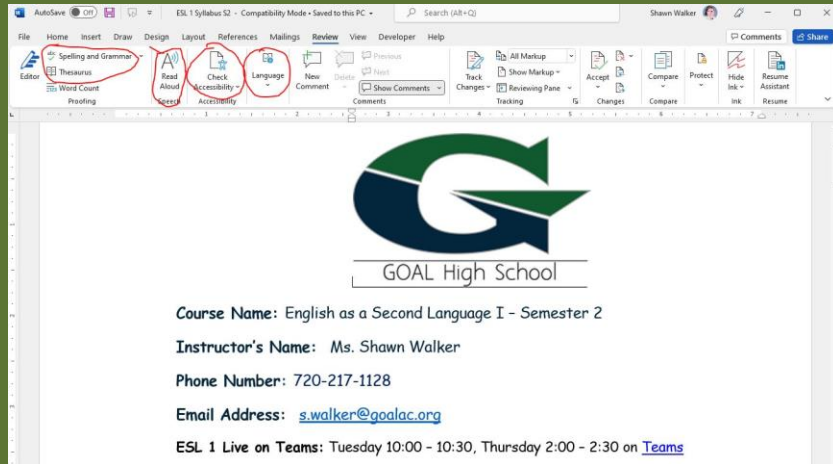 AutoSave Off ESL 1 Syllabus S2 - Compatibility Mode • Saved to this PC Search (Alt+Q) Shawn Walker
File Home Insert Draw Design Layout References Mailings Review View Developer Help Comments Share
Editor
Spelling and Grammar
Thesaurus
Word Count
Proofing
Read Aloud
Speech
Check Accessibility
Accessibility
Language
New Comment
Delete
Previous
Next
Show Comments
Comments
Track Changes
All Markup
Show Markup
Reviewing Pane
Tracking
Accept
Changes
Compare
Compare
Protect
Hide Ink
Ink
Resume Assistant
Resume
GOAL High School
Course Name: English as a Second Language I – Semester 2
Instructor's Name: Ms. Shawn Walker
Phone Number: 720-217-1128
Email Address: s.walker@goalac.org
ESL 1 Live on Teams: Tuesday 10:00 – 10:30, Thursday 2:00 – 2:30 on Teams